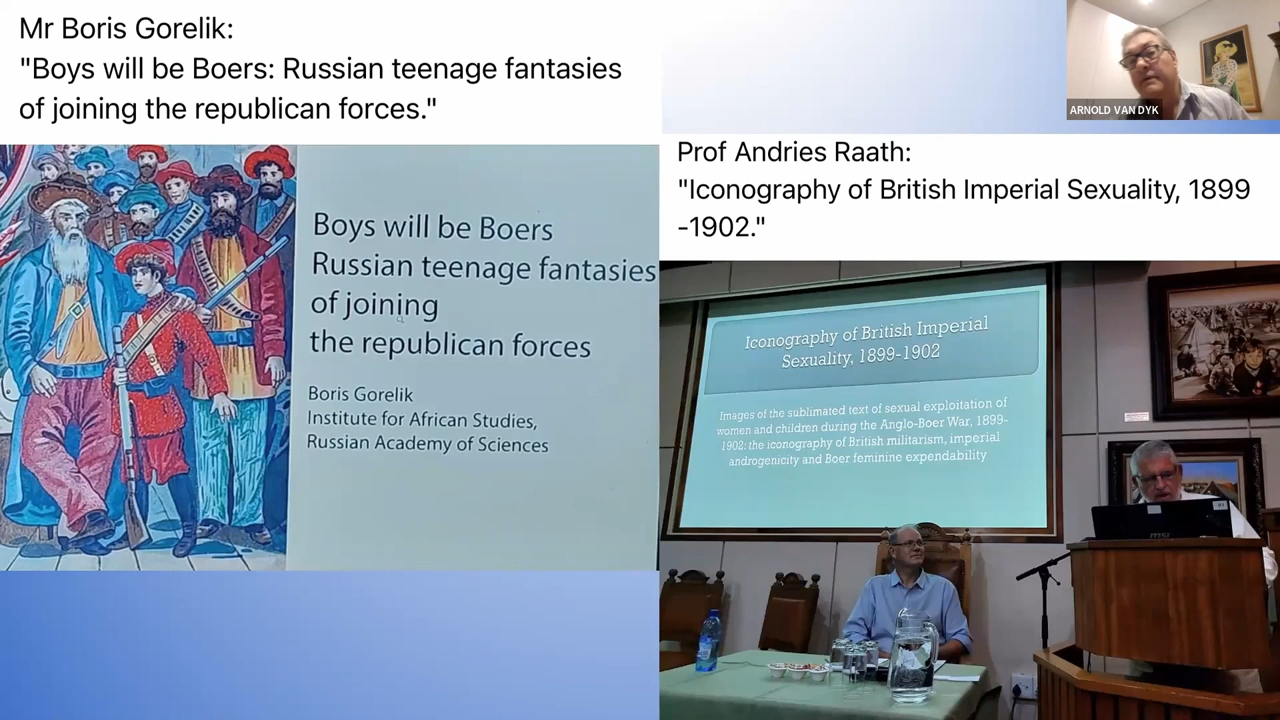 Mr Boris Gorelik:
"Boys will be Boers: Russian teenage fantasies
of joining the republican forces."
Boys will be Boers
Russian teenage fantasies
of joining
the republican forces
Boris Gorelik
Institute for African Studies,
Russian Academy of Sciences
ARNOLD VAN DYK
Prof Andries Raath:
"Iconography of British Imperial Sexuality, 1899
-1902."
Iconography of British Imperial
Sexuality, 1899-1902
Images of the sublimated text of sexual exploitation of
women and children during the Anglo-Boer War, 1899-
1902: the iconography of British militarism, imperial
androgenicity and Boer feminine expendability
msi